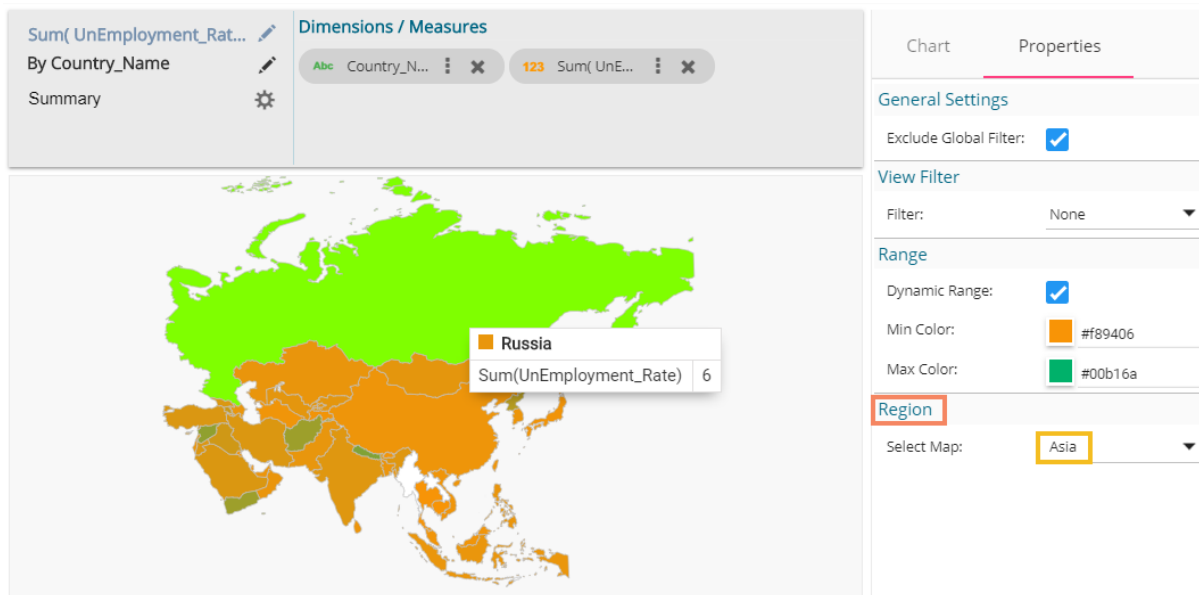 Sum( UnEmployment_Rat...
By Country_Name
Summary
Dimensions / Measures
Abc Country_N...
123 Sum( UnE...
Russia
Sum(UnEmployment_Rate) 6
Chart Properties
General Settings
Exclude Global Filter:
View Filter
Filter: None
Range
Dynamic Range:
Min Color: #f89406
Max Color: #00b16a
Region
Select Map: Asia